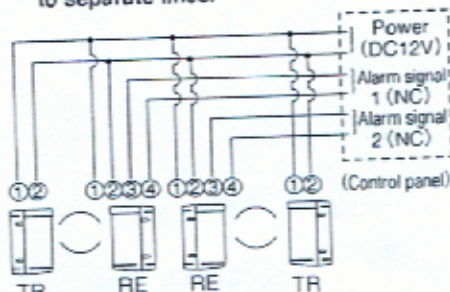 to separate lines.
Power
(DC12V)
Alarm signal
1 (NC)
Alarm signal
2 (NC)
(Control panel)
①② ①②③④ ①②③④ ①②
TR RE RE TR